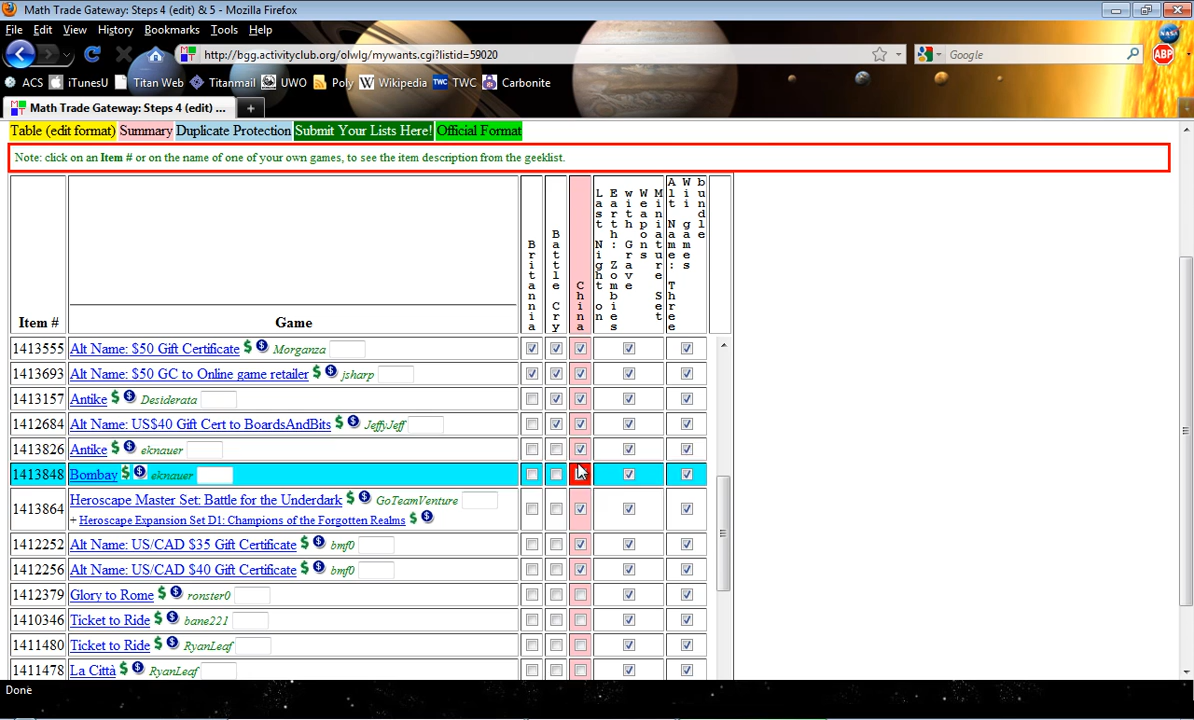 Math Trade Gateway: Steps 4 (edit) & 5 - Mozilla Firefox
File Edit View History Bookmarks Tools Help
http://bgg.activityclub.org/olwlg/mywants.cgi?listid=59020 Google
NASA
ABP
ACS iTunesU Titan Web Titanmail UWO Poly Wikipedia TWC TWC Carbonite
Math Trade Gateway: Steps 4 (edit) ... +
Table (edit format) Summary Duplicate Protection Submit Your Lists Here! Official Format
Note: click on an Item # or on the name of one of your own games, to see the item description from the geeklist.
Item # Game Britannia Battle Cry China Last Night on Earth: Zombies with Grave Weapons Miniature Set Alt Name: Three Wii games bundle
1413555 Alt Name: $50 Gift Certificate $ $ Morganza
1413693 Alt Name: $50 GC to Online game retailer $ $ jsharp
1413157 Antike $ $ Desiderata
1412684 Alt Name: US$40 Gift Cert to BoardsAndBits $ $ JeffyJeff
1413826 Antike $ $ eknauer
1413848 Bombay $ $ eknauer
1413864 Heroscape Master Set: Battle for the Underdark $ $ GoTeamVenture
+ Heroscape Expansion Set D1: Champions of the Forgotten Realms $ $
1412252 Alt Name: US/CAD $35 Gift Certificate $ $ bmf0
1412256 Alt Name: US/CAD $40 Gift Certificate $ $ bmf0
1412379 Glory to Rome $ $ ronster0
1410346 Ticket to Ride $ $ bane221
1411480 Ticket to Ride $ $ RyanLeaf
1411478 La Città $ $ RyanLeaf
Done